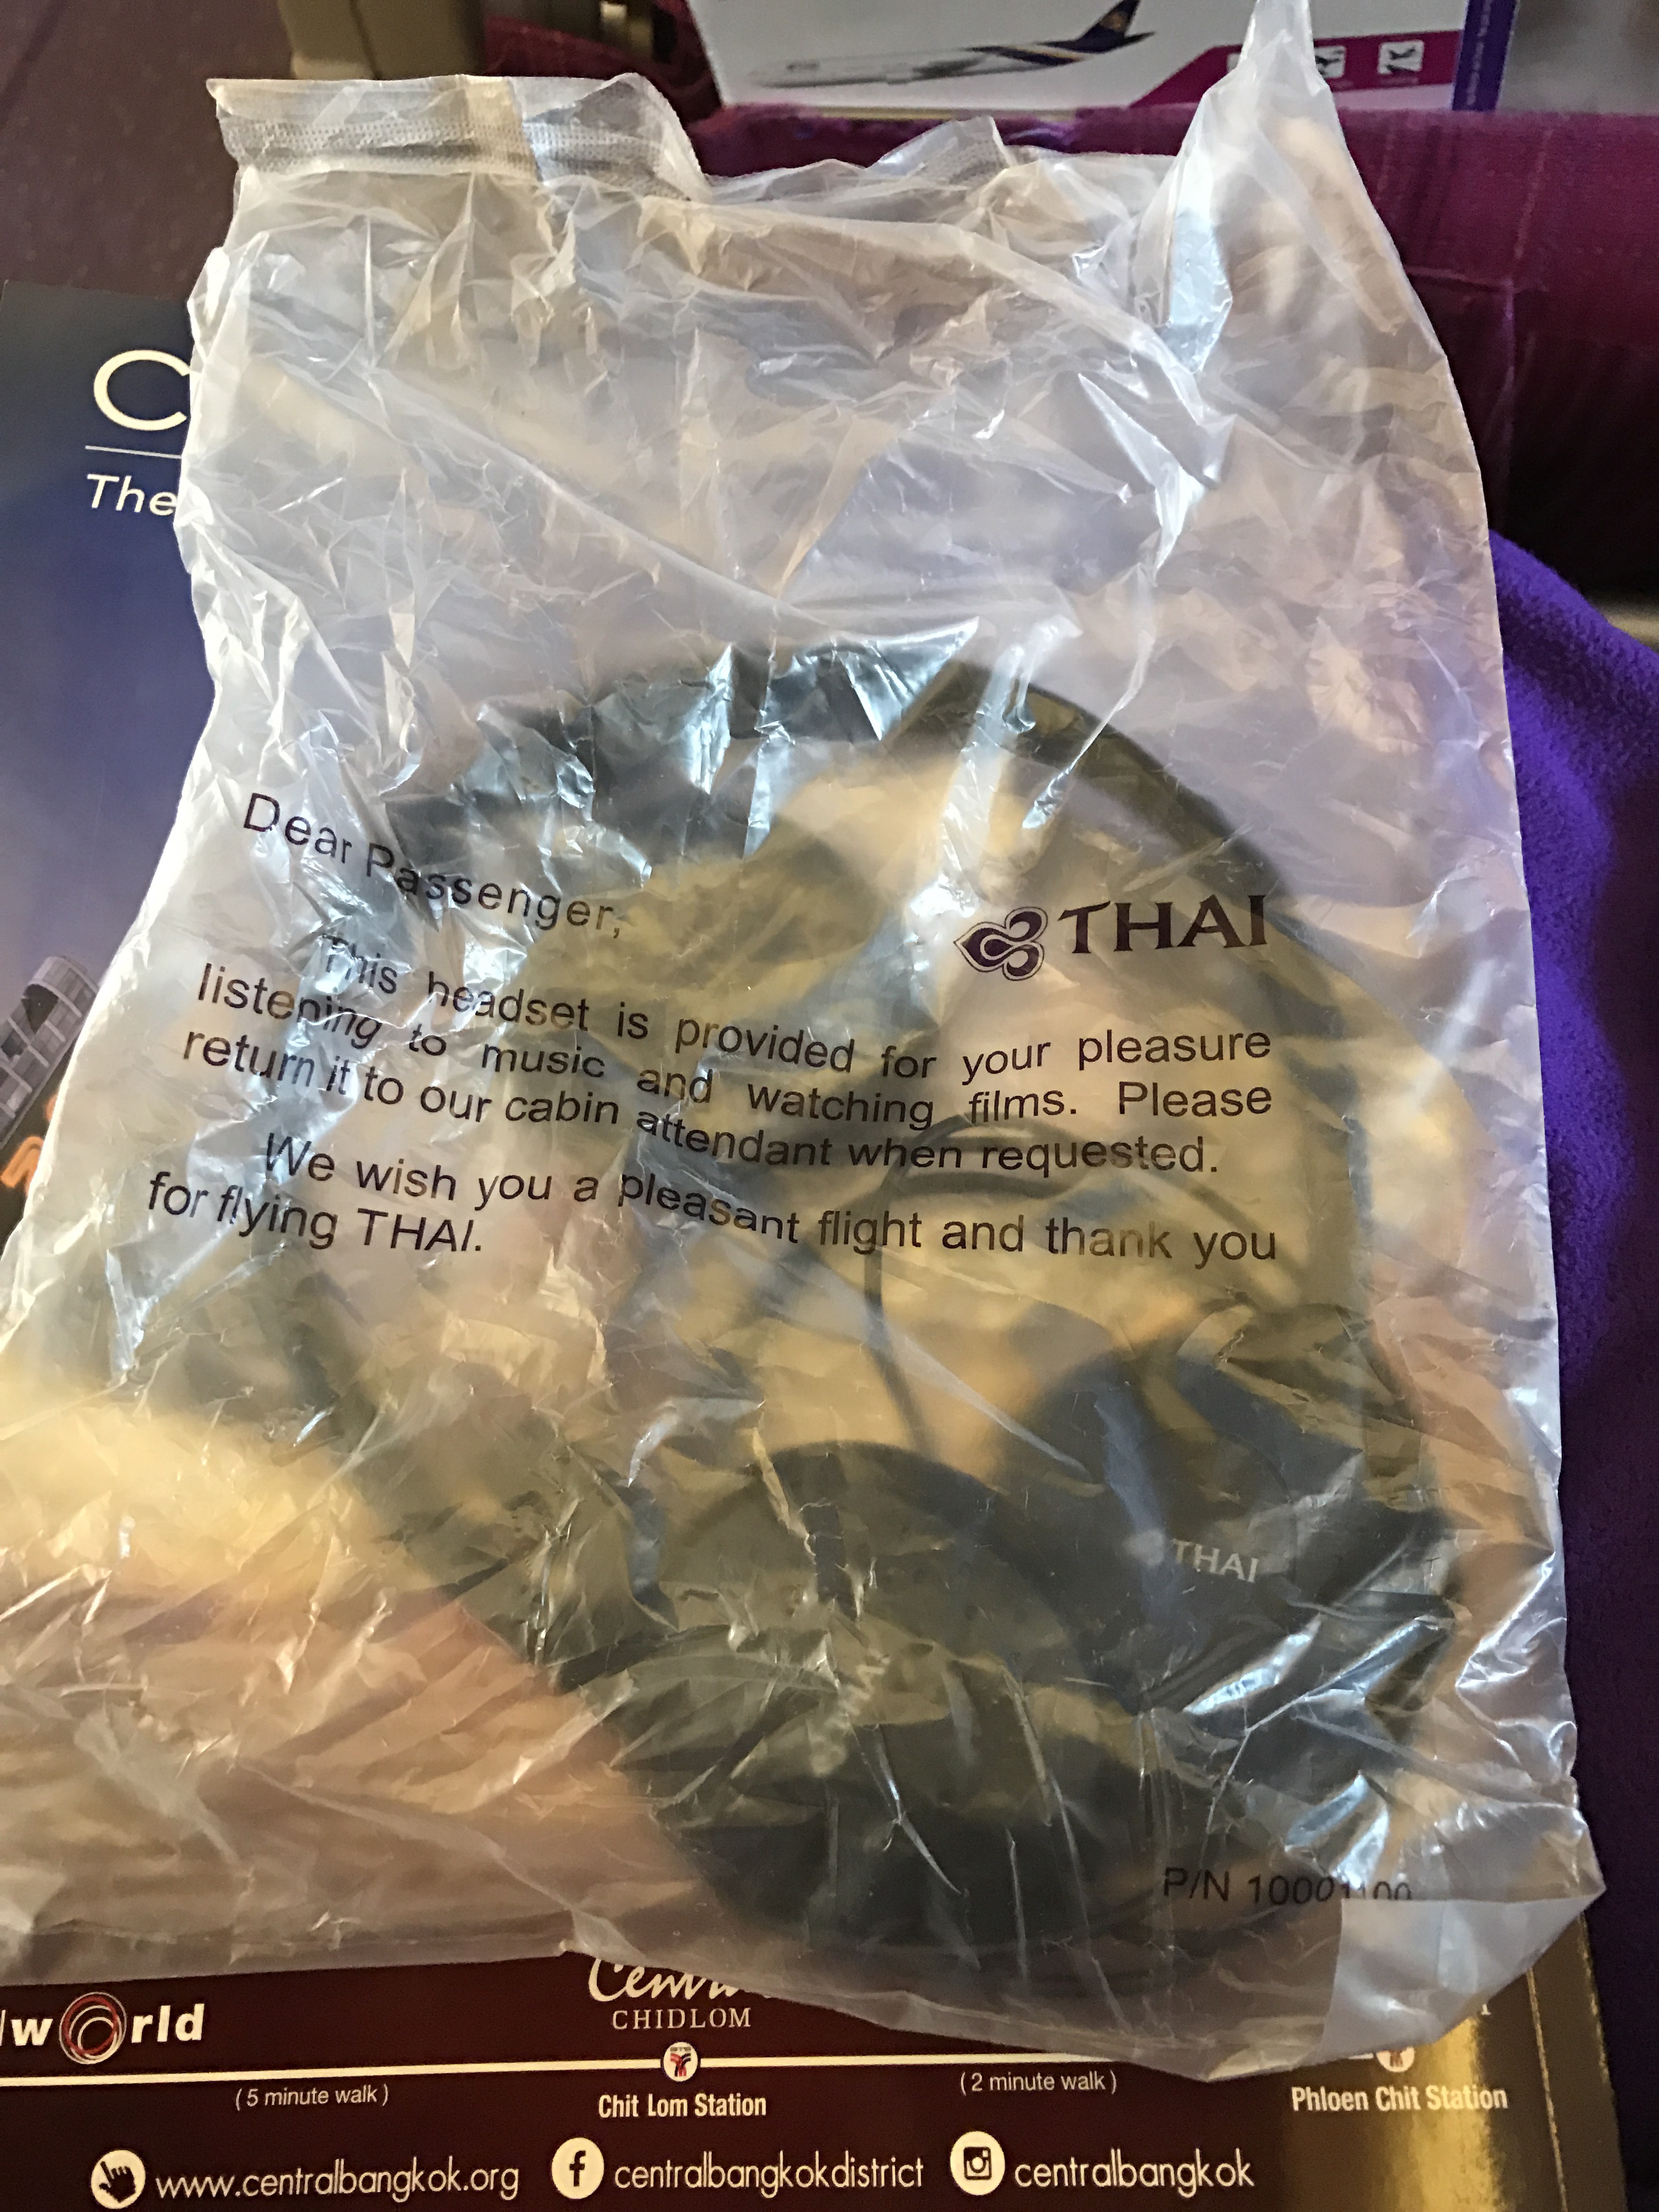 The
Dear Passenger,
THAI
This headset is provided for your pleasure
listening to music and watching films. Please
return it to our cabin attendant when requested.
We wish you a pleasant flight and thank you
for flying THAI.
THAI
P/N
world
CHIDLOM
(5 minute walk)
(2 minute walk)
Chit Lom Station
Phloen Chit Station
www.centralbangkok.org
centralbangkokdistrict
centralbangkok